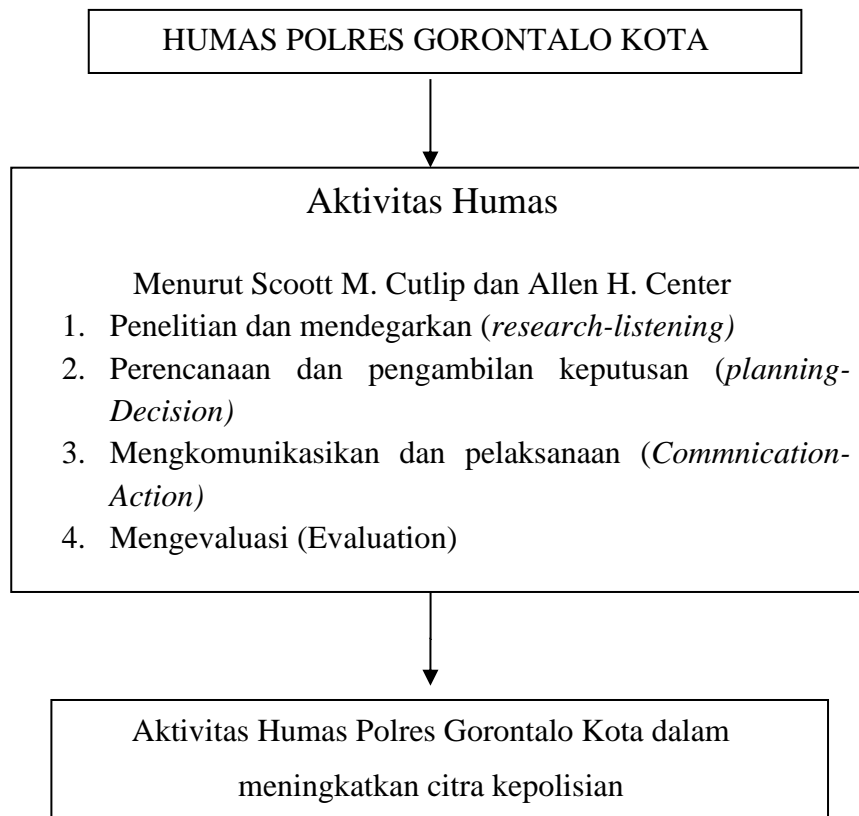 HUMAS POLRES GORONTALO KOTA
Aktivitas Humas
Menurut Scoott M. Cutlip dan Allen H. Center
1. Penelitian dan mendegarkan (research-listening)
2. Perencanaan dan pengambilan keputusan (planning-
Decision)
3. Mengkomunikasikan dan pelaksanaan (Commnication-
Action)
4. Mengevaluasi (Evaluation)
Aktivitas Humas Polres Gorontalo Kota dalam
meningkatkan citra kepolisian